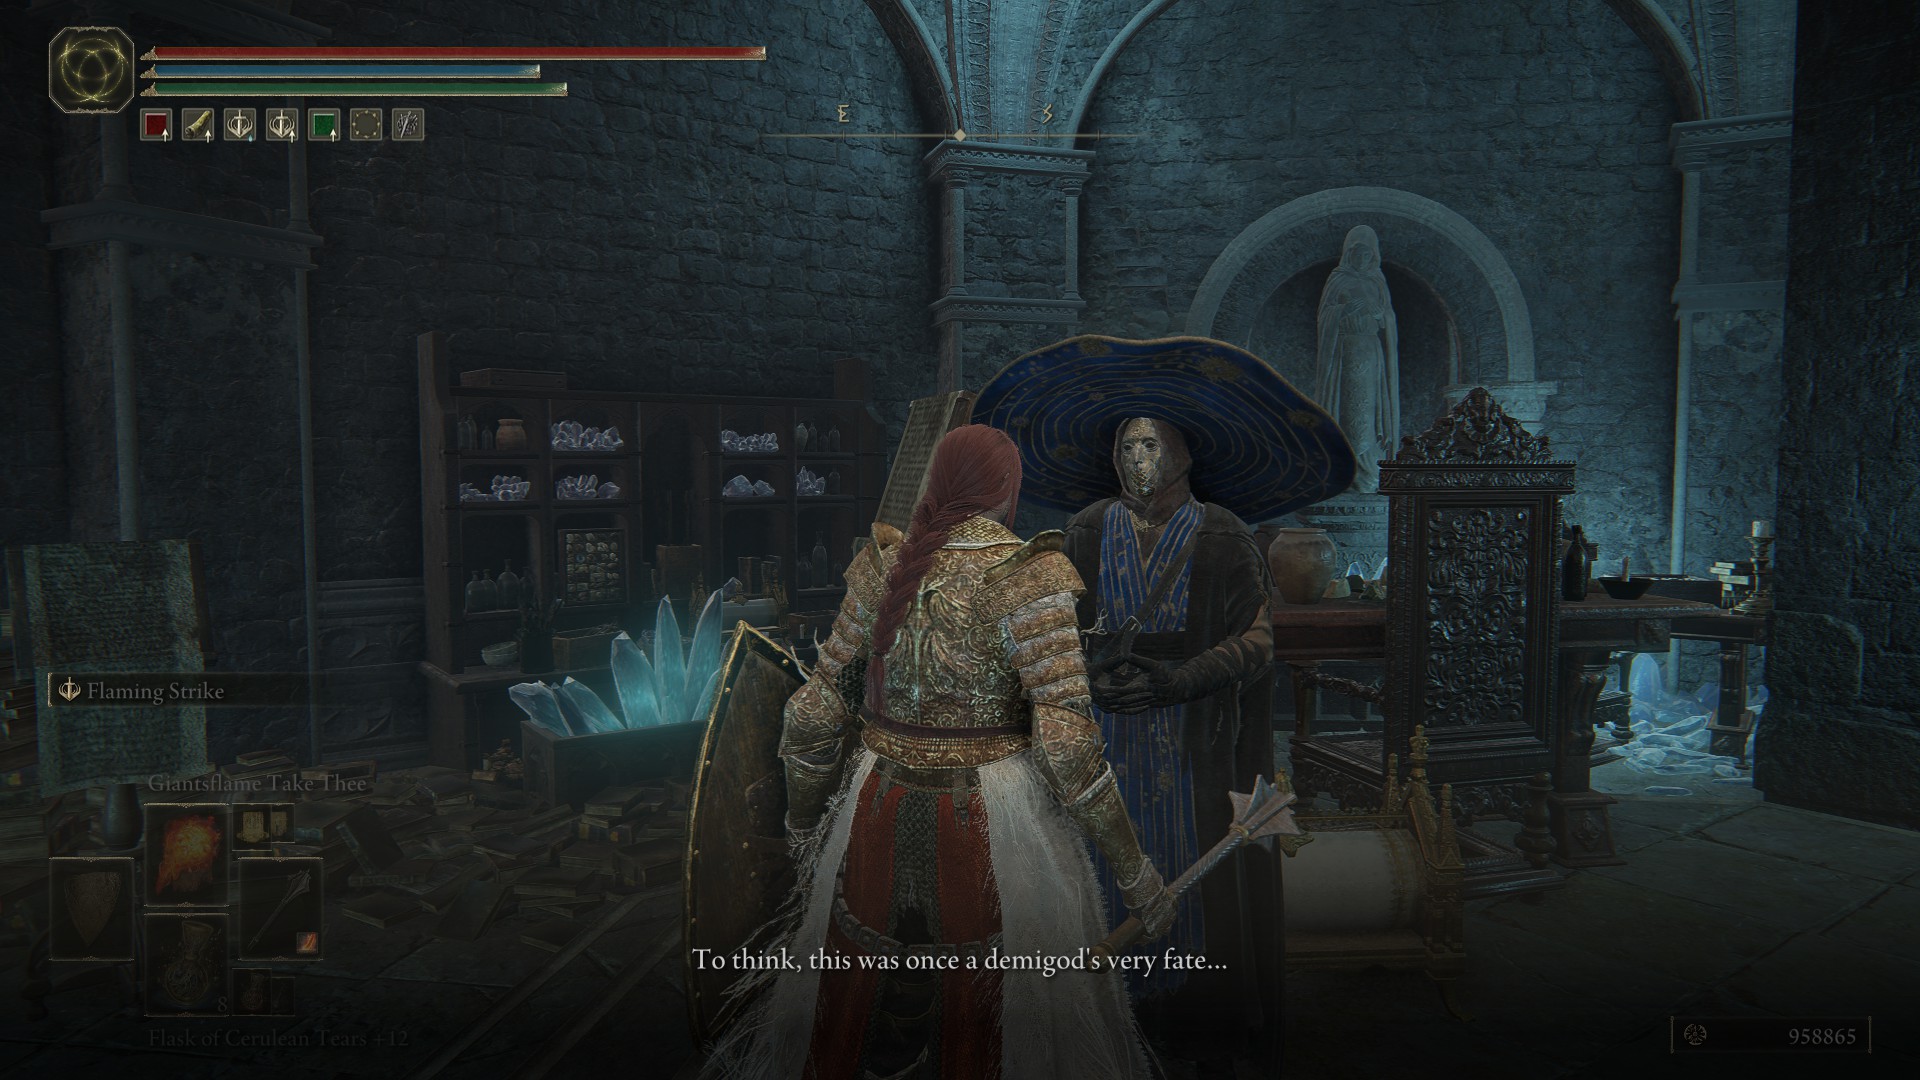 E
S
Flaming Strike
Giantsflame Take Thee
8
To think, this was once a demigod's very fate...
Flask of Cerulean Tears +12
958865